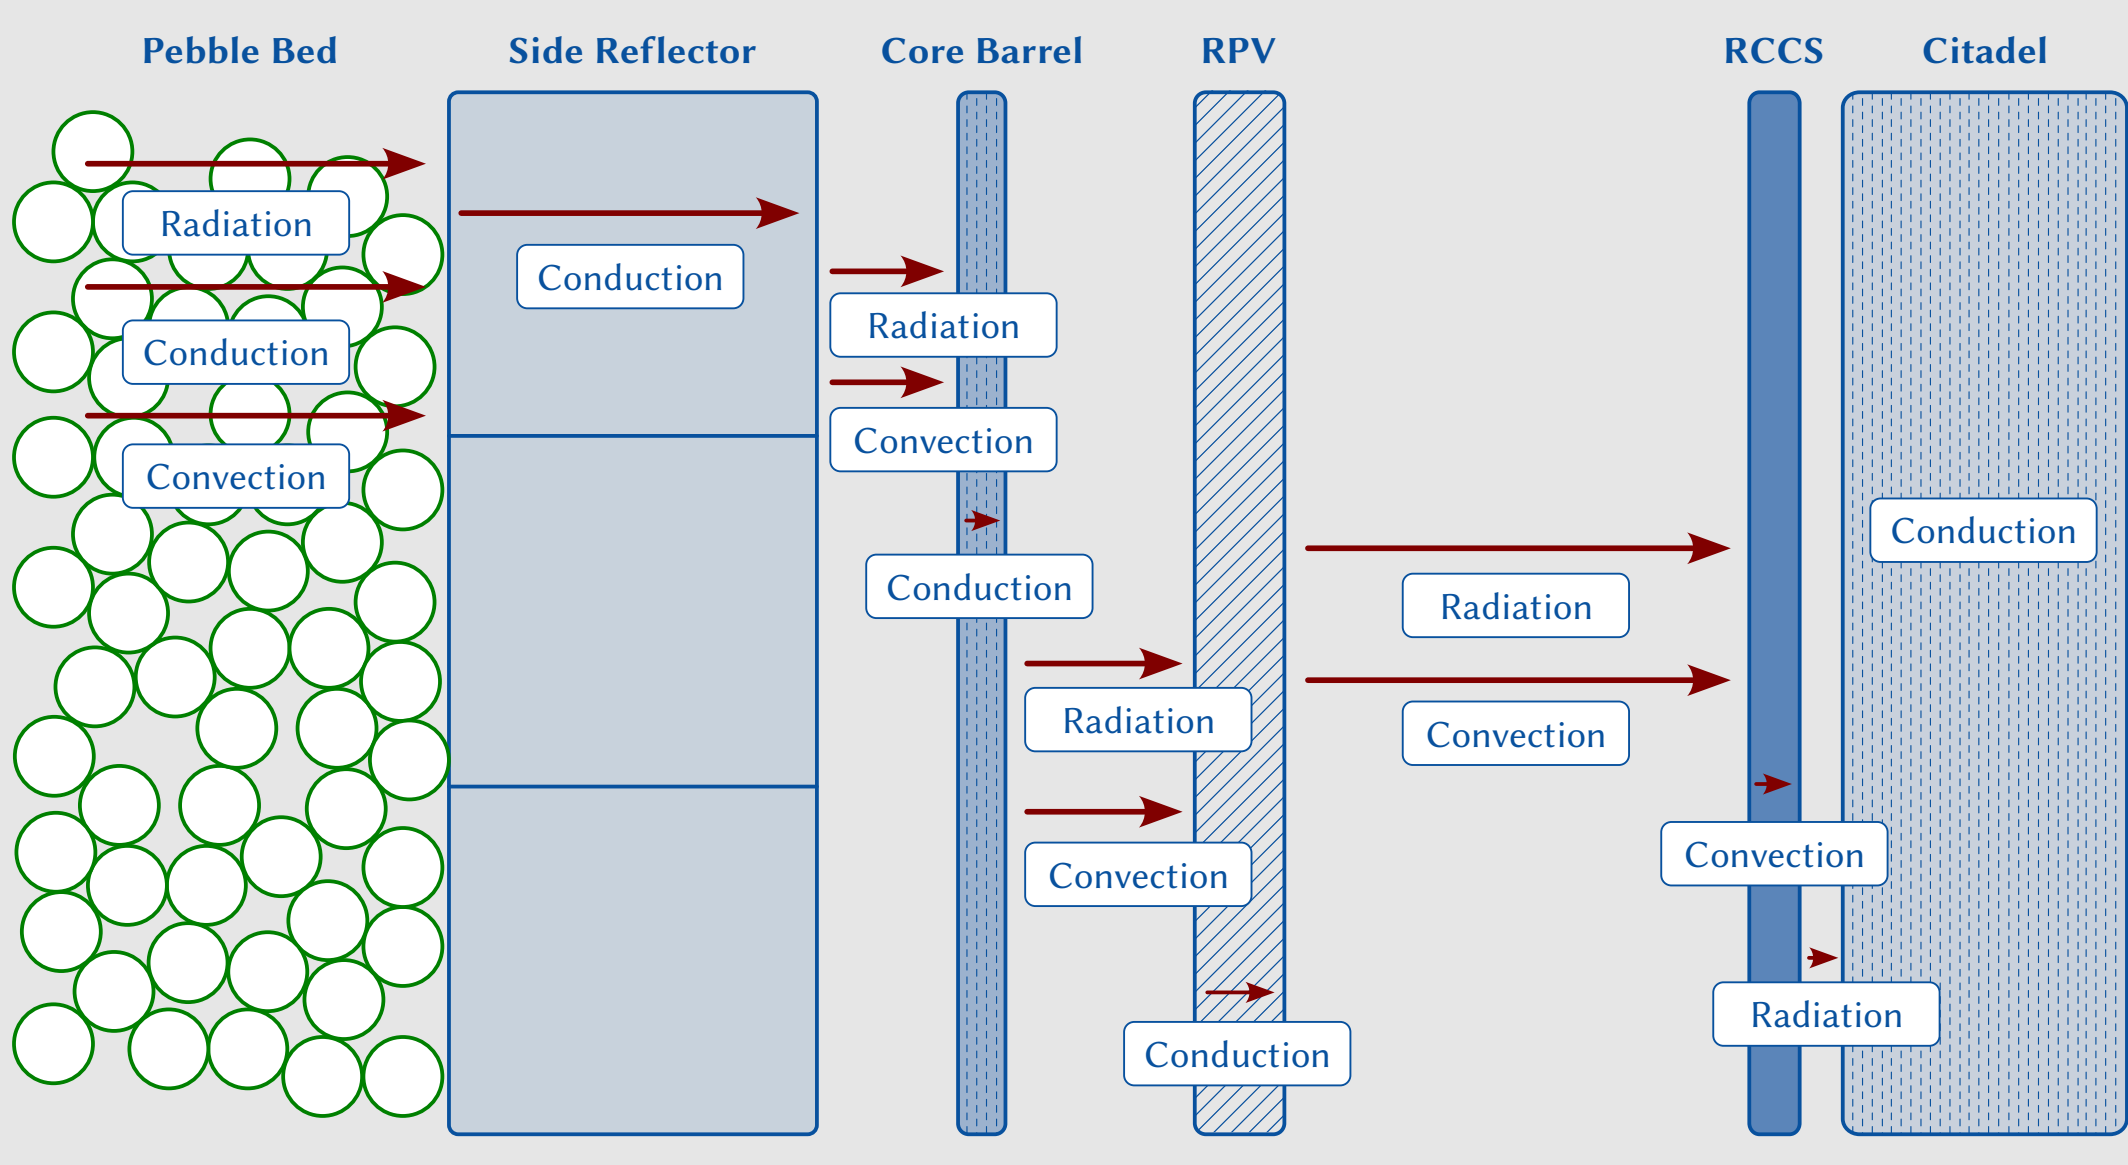 Pebble Bed
Side Reflector
Core Barrel
RPV
RCCS
Citadel
Radiation
Conduction
Convection
Conduction
Radiation
Convection
Conduction
Radiation
Convection
Conduction
Radiation
Convection
Convection
Radiation
Conduction